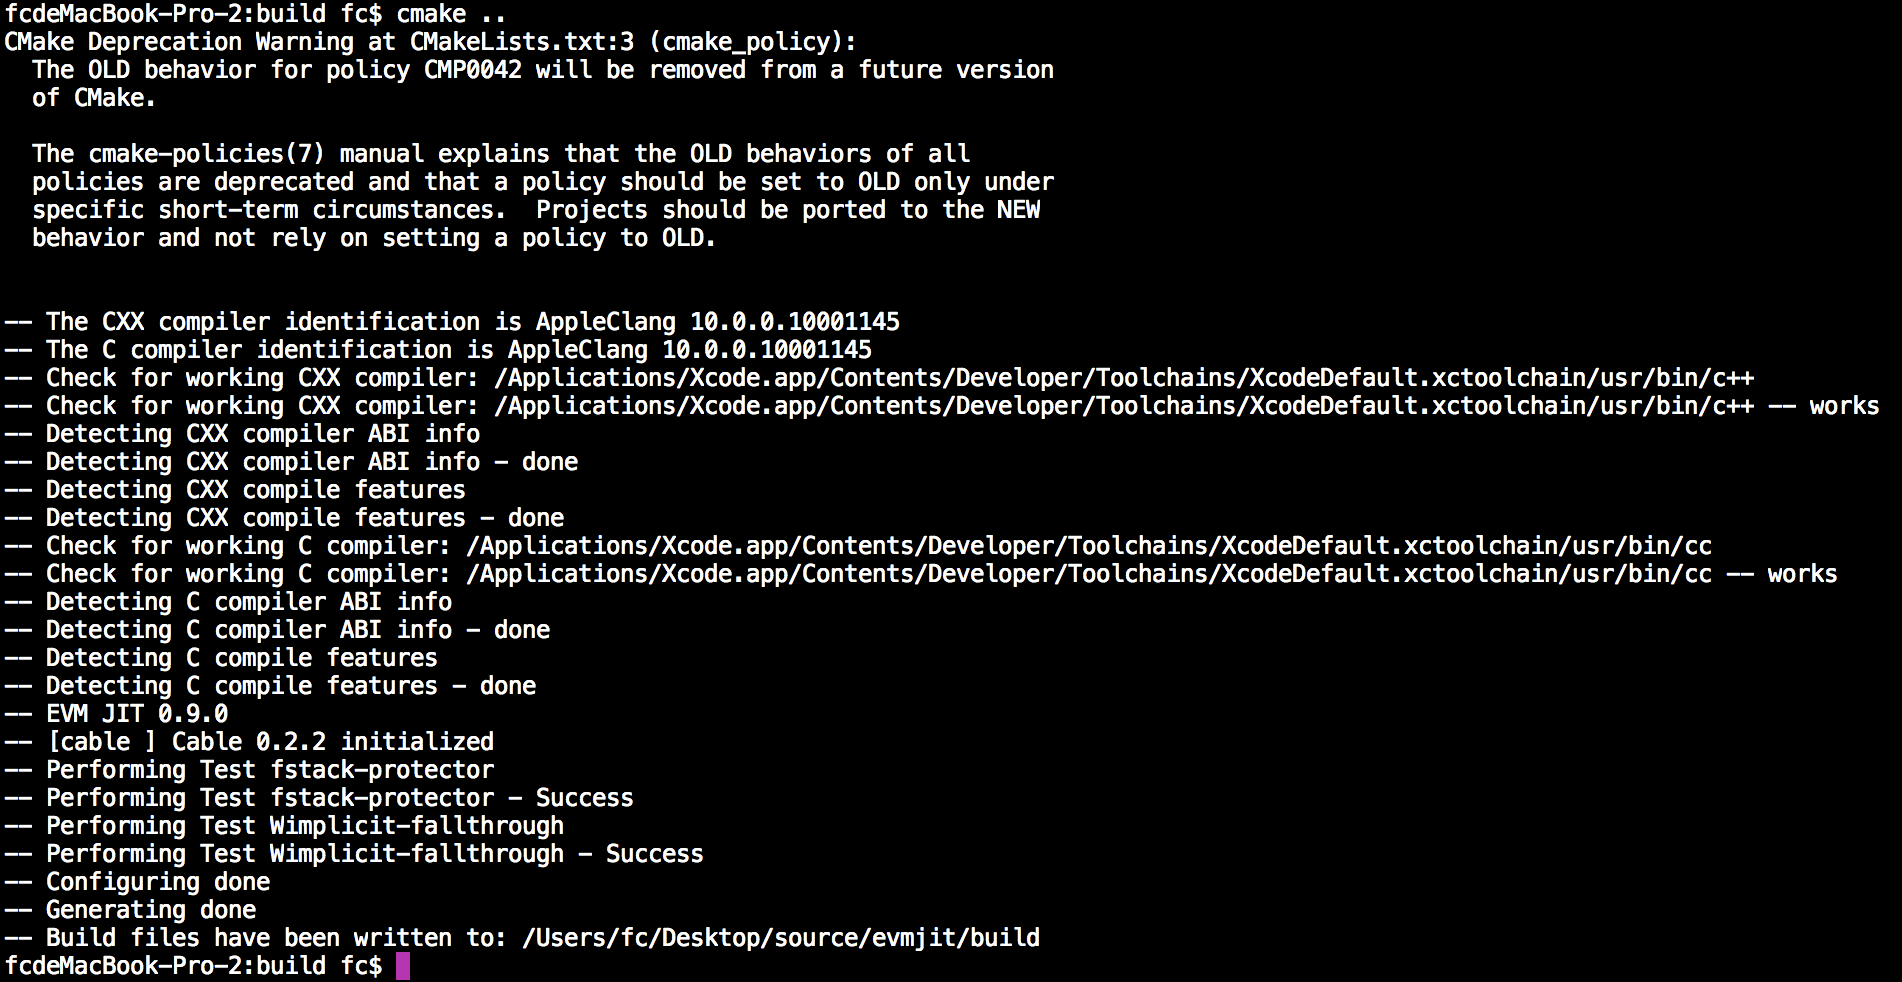 fcdeMacBook-Pro-2:build fc$ cmake ..
CMake Deprecation Warning at CMakeLists.txt:3 (cmake_policy):
  The OLD behavior for policy CMP0042 will be removed from a future version
  of CMake.

  The cmake-policies(7) manual explains that the OLD behaviors of all
  policies are deprecated and that a policy should be set to OLD only under
  specific short-term circumstances.  Projects should be ported to the NEW
  behavior and not rely on setting a policy to OLD.


-- The CXX compiler identification is AppleClang 10.0.0.10001145
-- The C compiler identification is AppleClang 10.0.0.10001145
-- Check for working CXX compiler: /Applications/Xcode.app/Contents/Developer/Toolchains/XcodeDefault.xctoolchain/usr/bin/c++
-- Check for working CXX compiler: /Applications/Xcode.app/Contents/Developer/Toolchains/XcodeDefault.xctoolchain/usr/bin/c++ -- works
-- Detecting CXX compiler ABI info
-- Detecting CXX compiler ABI info - done
-- Detecting CXX compile features
-- Detecting CXX compile features - done
-- Check for working C compiler: /Applications/Xcode.app/Contents/Developer/Toolchains/XcodeDefault.xctoolchain/usr/bin/cc
-- Check for working C compiler: /Applications/Xcode.app/Contents/Developer/Toolchains/XcodeDefault.xctoolchain/usr/bin/cc -- works
-- Detecting C compiler ABI info
-- Detecting C compiler ABI info - done
-- Detecting C compile features
-- Detecting C compile features - done
-- EVM JIT 0.9.0
-- [cable ] Cable 0.2.2 initialized
-- Performing Test fstack-protector
-- Performing Test fstack-protector - Success
-- Performing Test Wimplicit-fallthrough
-- Performing Test Wimplicit-fallthrough - Success
-- Configuring done
-- Generating done
-- Build files have been written to: /Users/fc/Desktop/source/evmjit/build
fcdeMacBook-Pro-2:build fc$